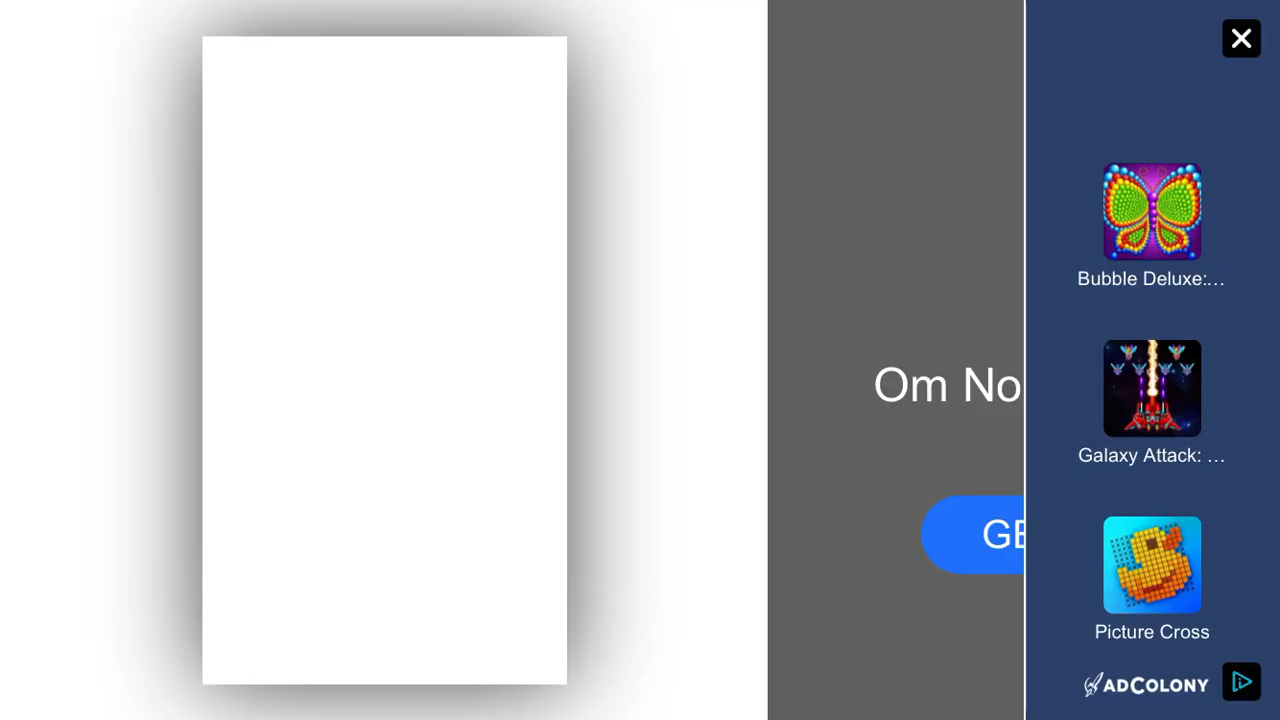 Om No
GE
Bubble Deluxe:...
Galaxy Attack: ...
Picture Cross
ADCOLONY